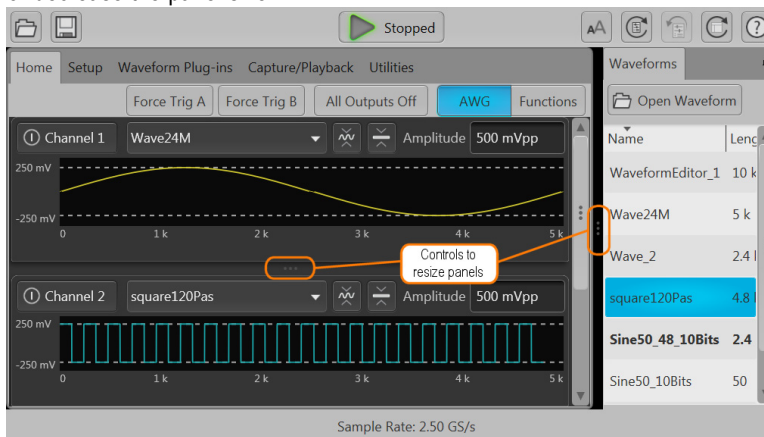 Stopped
AA
?
Home Setup Waveform Plug-ins Capture/Playback Utilities
Waveforms
Force Trig A Force Trig B All Outputs Off AWG Functions
Open Waveform
Channel 1 Wave24M Amplitude 500 mVpp
250 mV
-250 mV
0 1 k 2 k 3 k 4 k 5 k
Controls to
resize panels
Channel 2 square120Pas Amplitude 500 mVpp
250 mV
-250 mV
0 1 k 2 k 3 k 4 k 5 k
Name Leng
WaveformEditor_1 10 k
Wave24M 5 k
Wave_2 2.4
square120Pas 4.8
Sine50_48_10Bits 2.4
Sine50_10Bits 50
Sample Rate: 2.50 GS/s